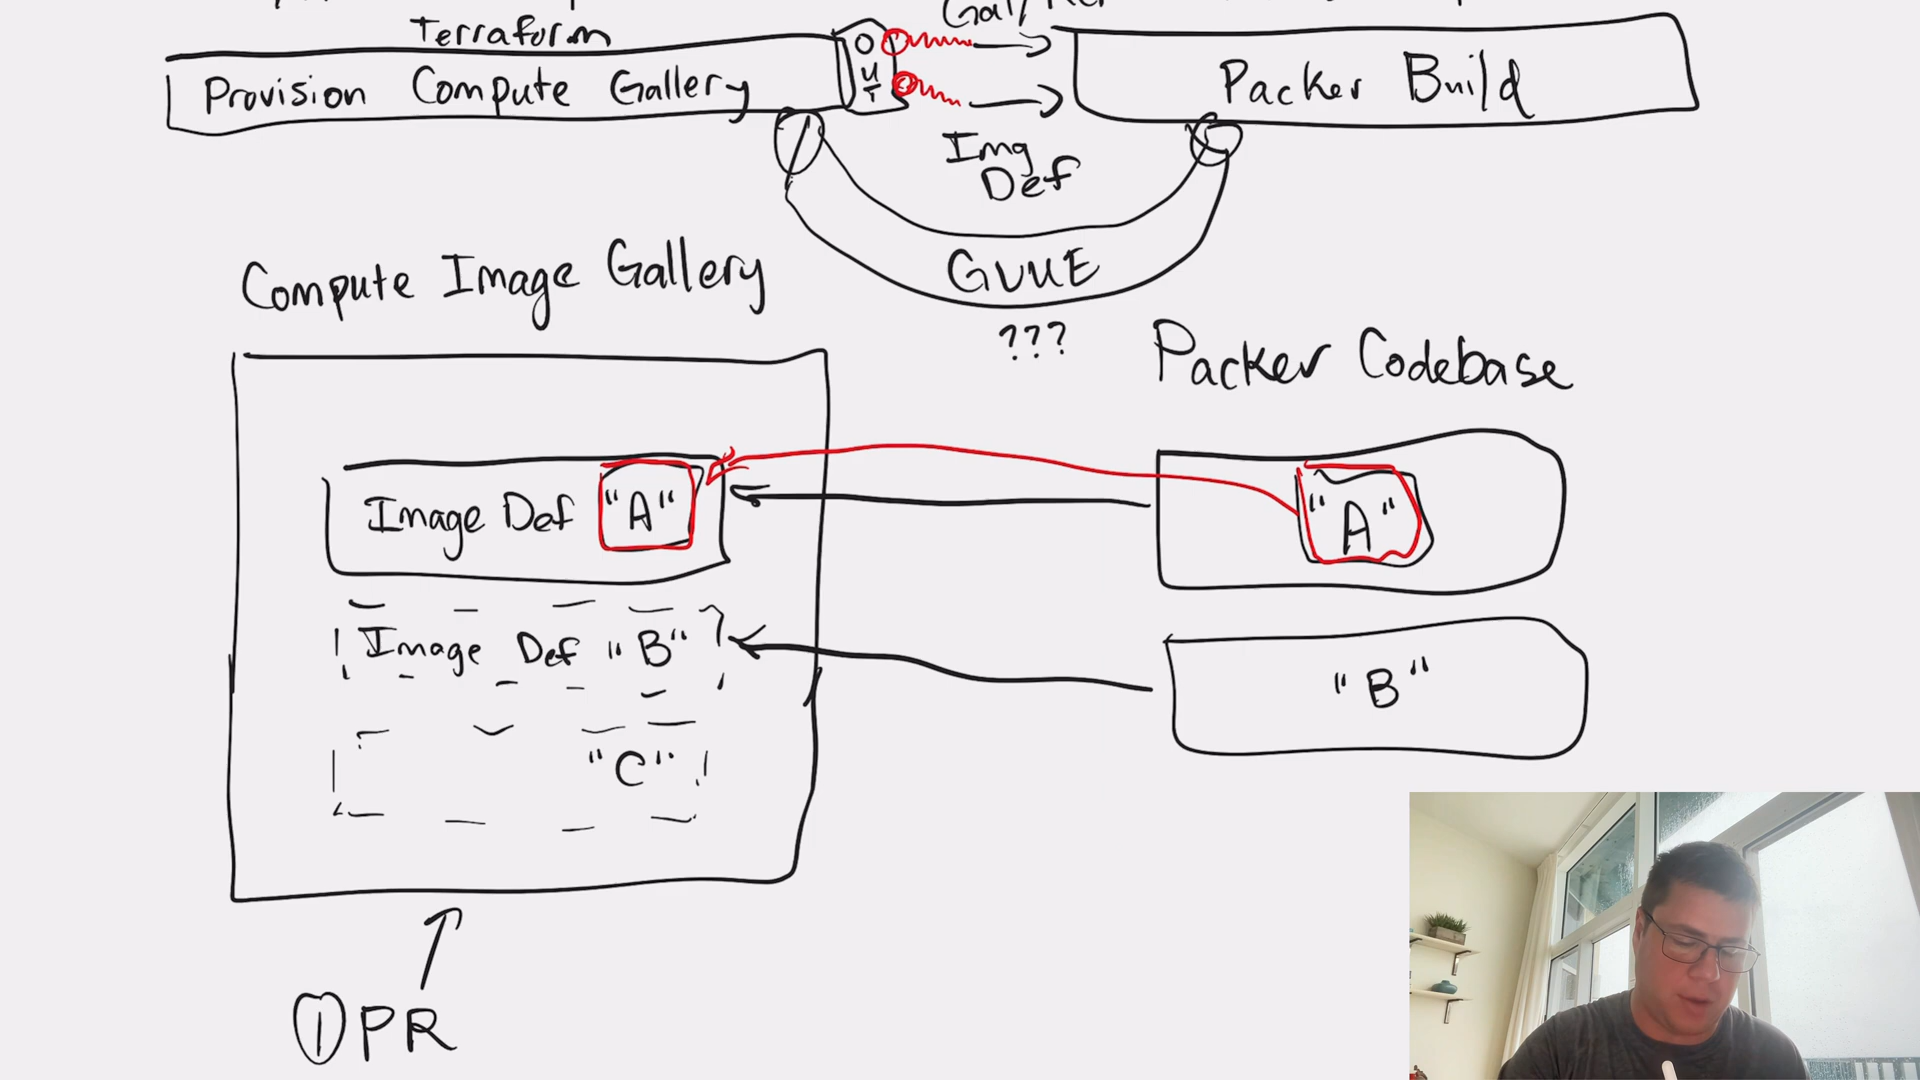 Terraform
Provision Compute Gallery
OUT
Packer Build
Img
Def
GVUE
???
Compute Image Gallery
Packer Codebase
Image Def "A"
"A"
Image Def "B"
"B"
"C"
① PR